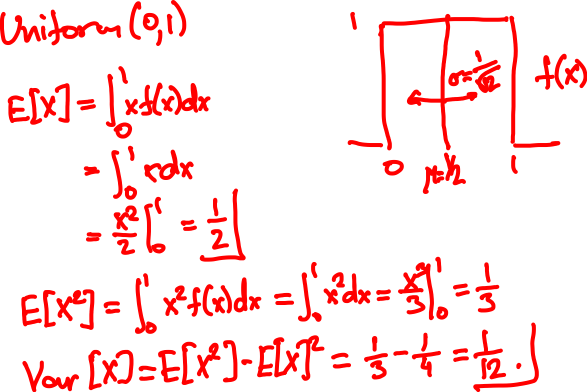 Uniform (0,1)
E[X] = ∫₀¹ x f(x) dx
= ∫₀¹ x dx
= x²/2 |₀¹ = 1/2
E[X²] = ∫₀¹ x² f(x) dx = ∫₀¹ x² dx = x³/3 |₀¹ = 1/3
Var [X] = E[X²] - E[X]² = 1/3 - 1/4 = 1/12.
1
σ = 1/√12
f(x)
0 μ=1/2 1